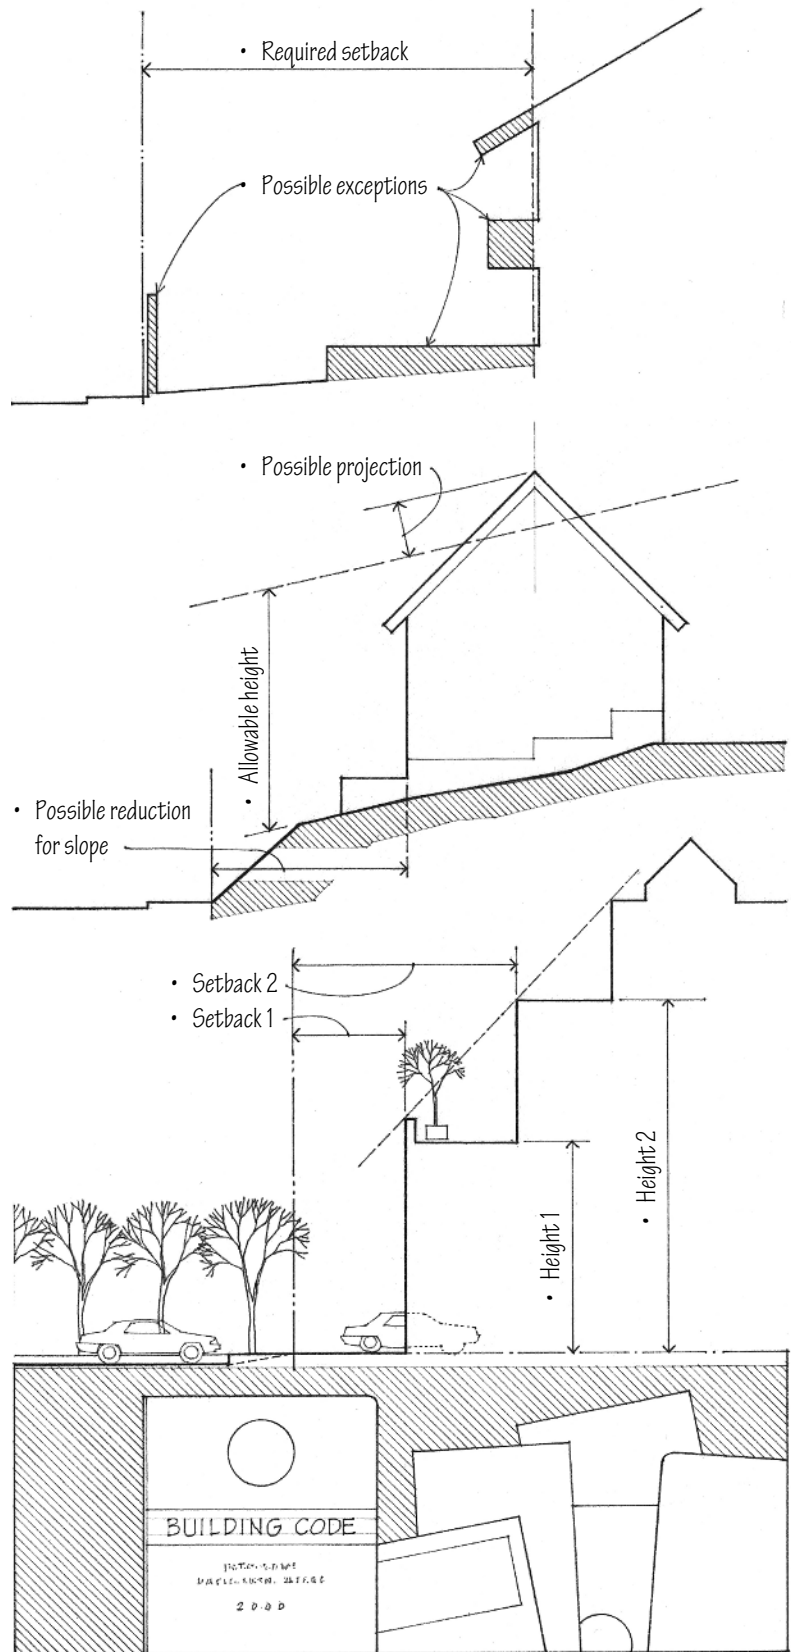 • Required setback
• Possible exceptions
• Possible projection
• Allowable height
• Possible reduction
for slope
• Setback 2
• Setback 1
• Height 1
• Height 2
BUILDING CODE
2000